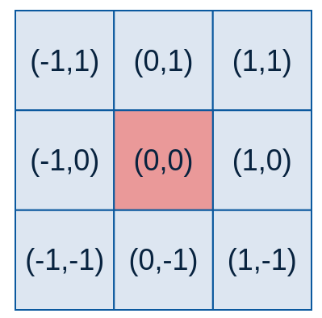 (-1,1) (0,1) (1,1)
(-1,0) (0,0) (1,0)
(-1,-1) (0,-1) (1,-1)